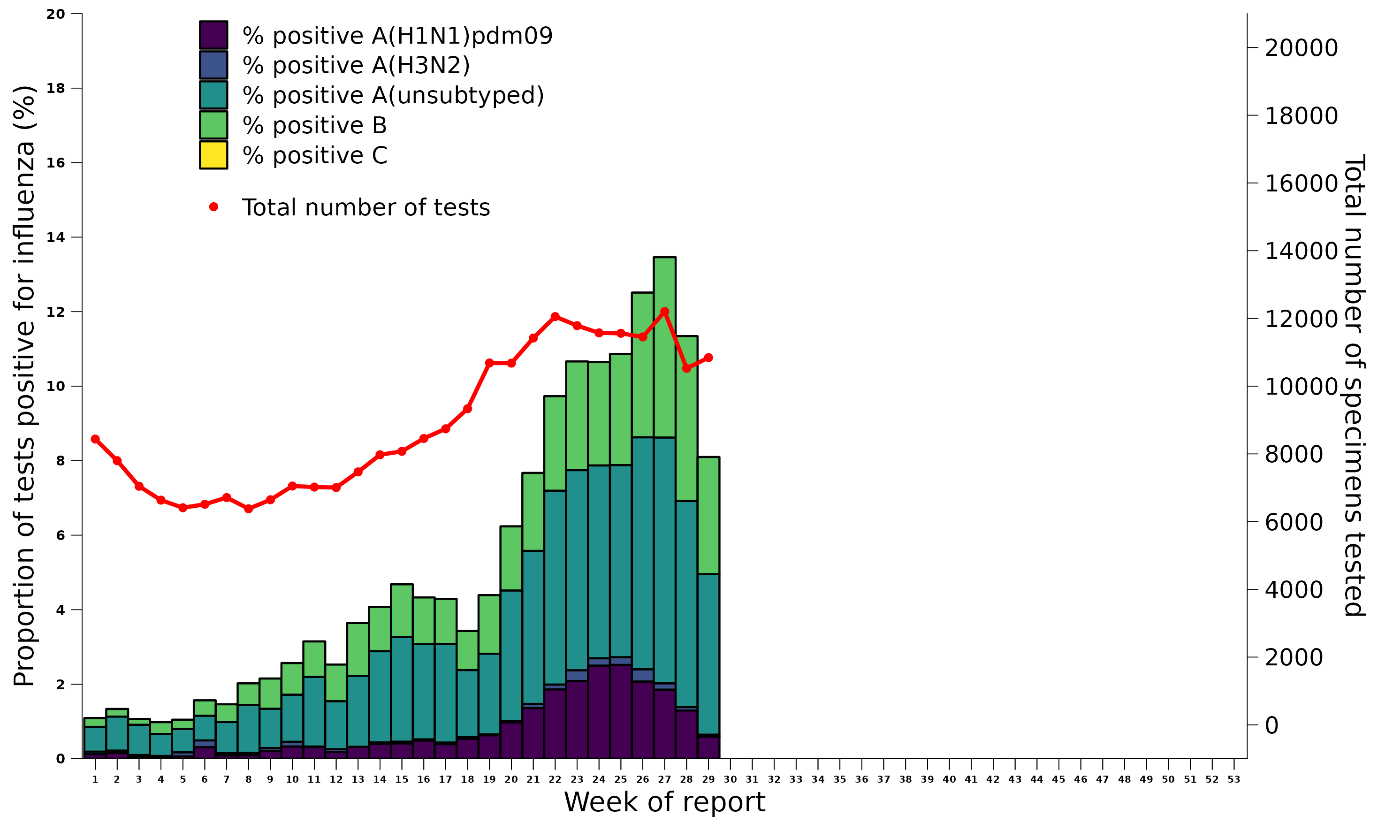 % positive A(H1N1)pdm09
% positive A(H3N2)
% positive A(unsubtyped)
% positive B
% positive C
Total number of tests
Proportion of tests positive for influenza (%)
20
18
16
14
12
10
8
6
4
2
0
20000
18000
16000
14000
12000
10000
8000
6000
4000
2000
0
Total number of specimens tested
1 2 3 4 5 6 7 8 9 10 11 12 13 14 15 16 17 18 19 20 21 22 23 24 25 26 27 28 29 30 31 32 33 34 35 36 37 38 39 40 41 42 43 44 45 46 47 48 49 50 51 52 53
Week of report